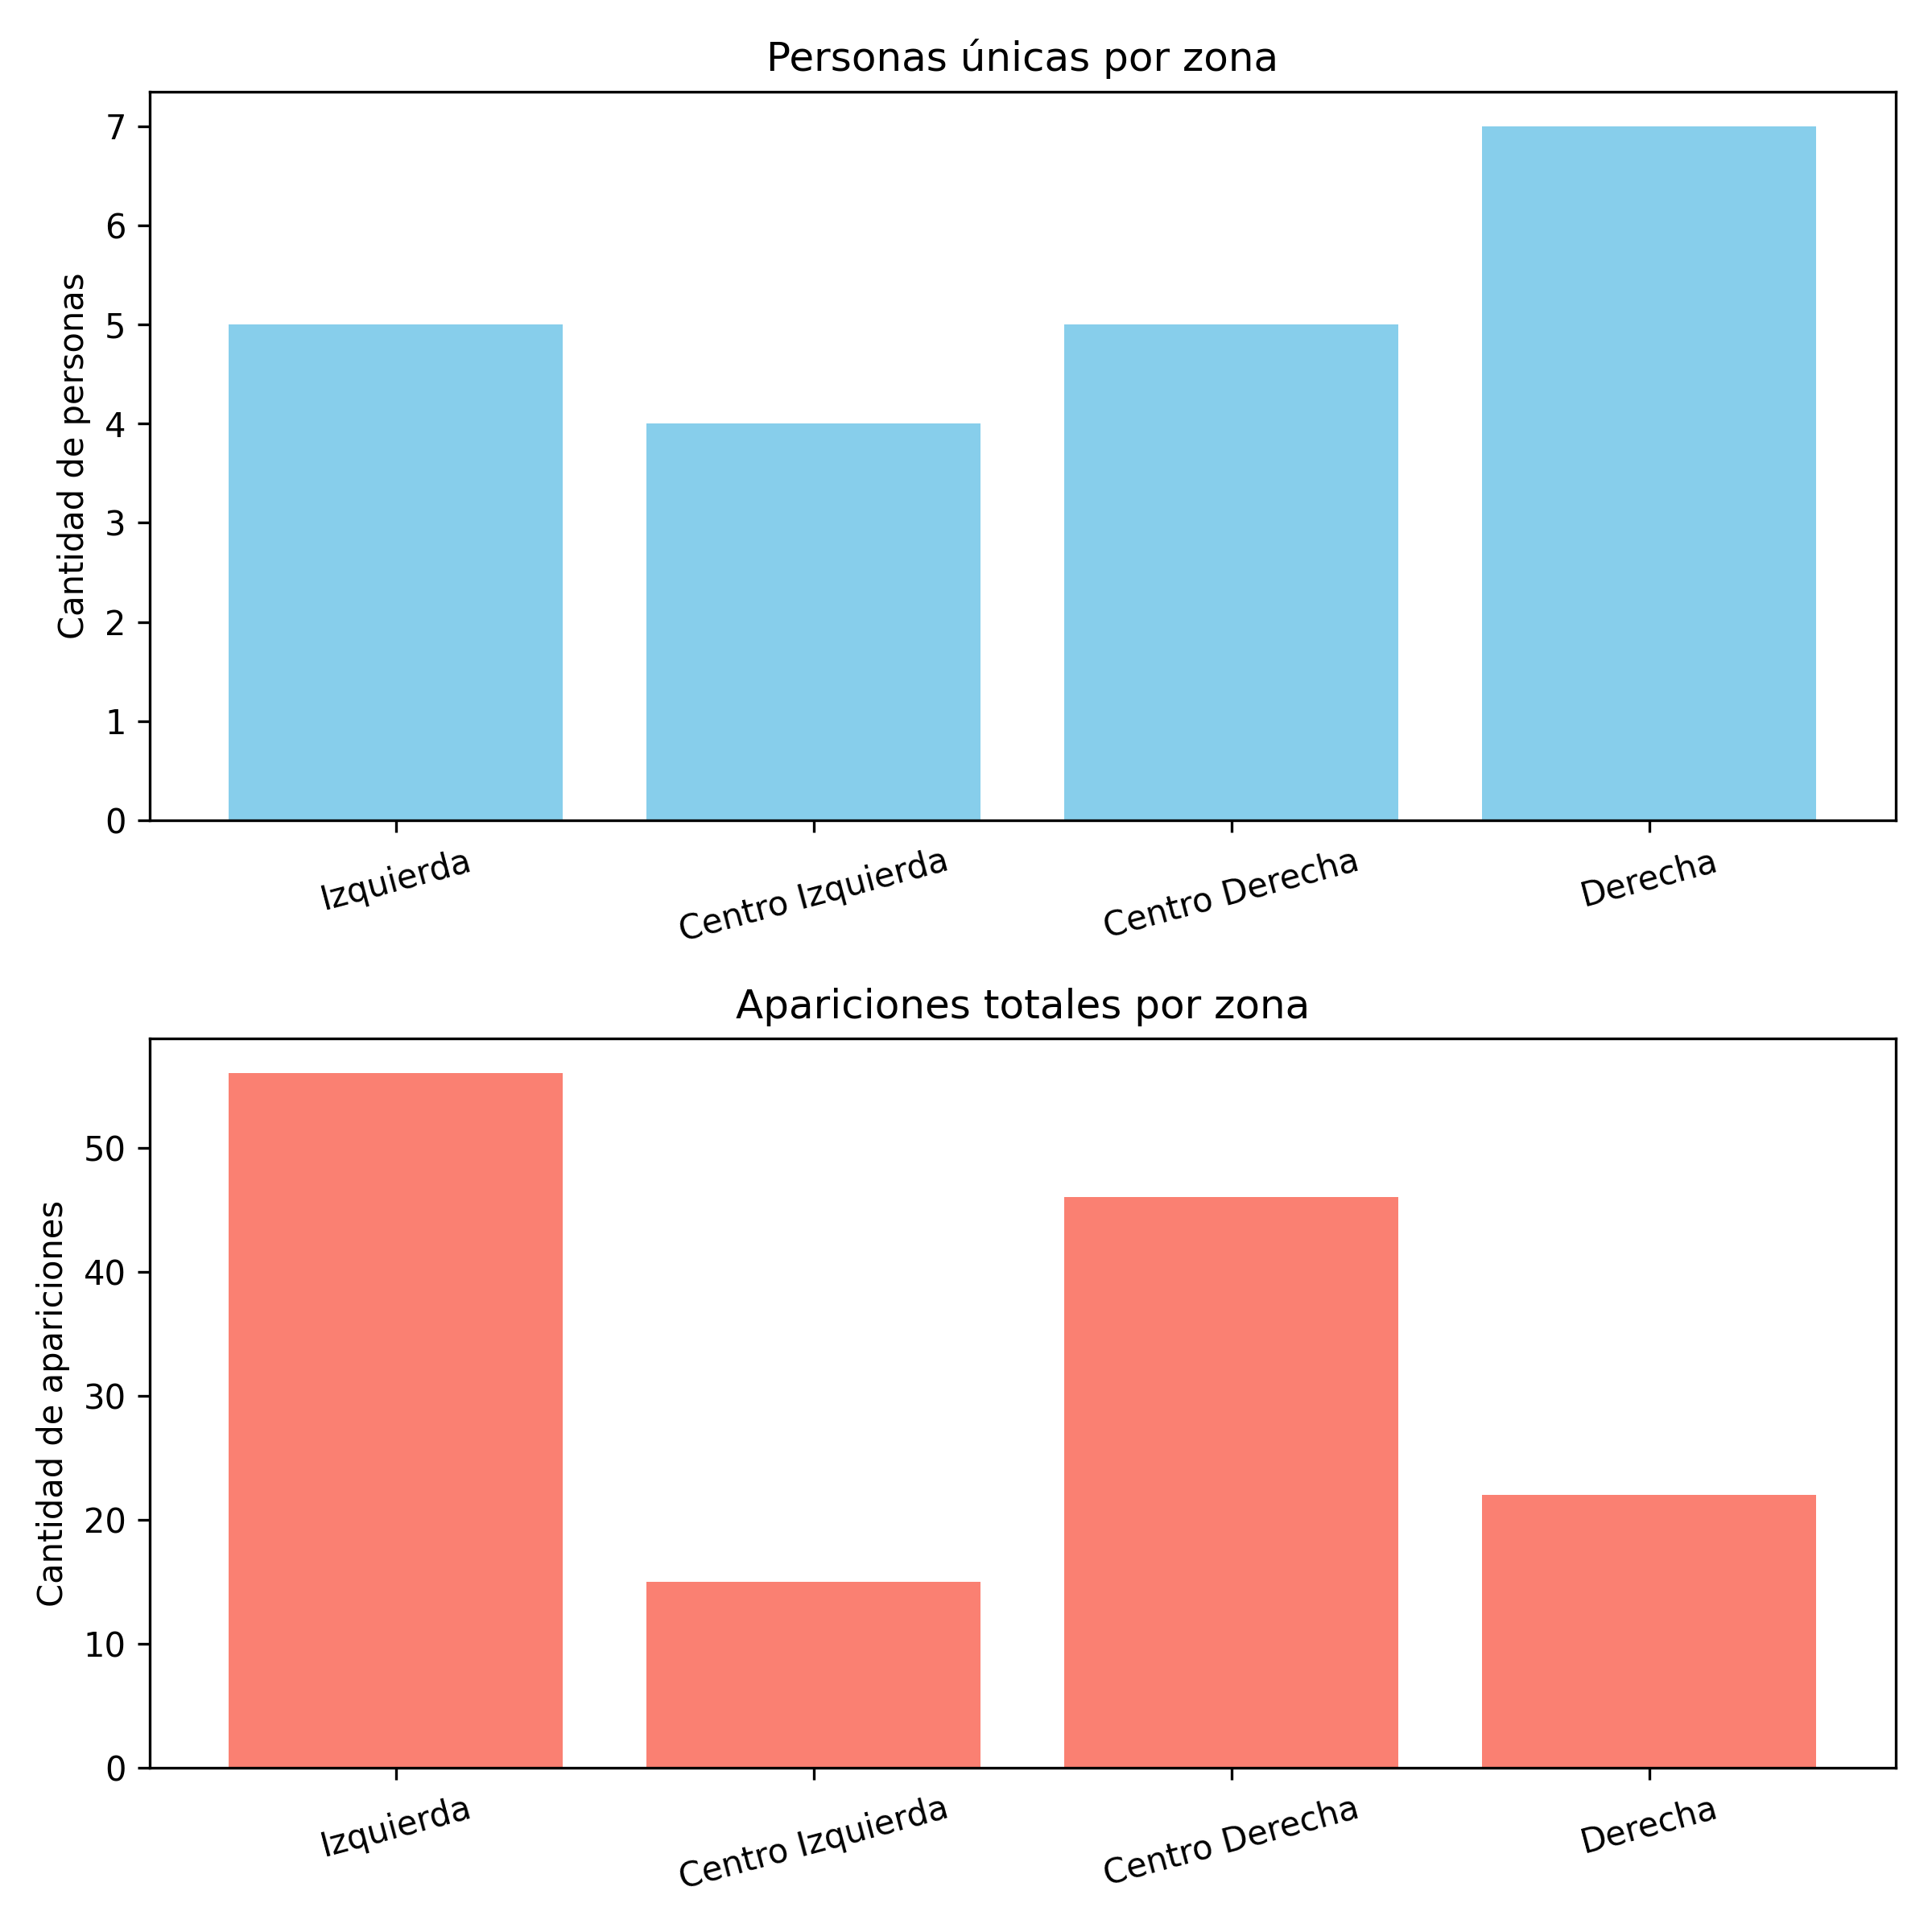 Personas únicas por zona
Cantidad de personas
7
6
5
4
3
2
1
0
Izquierda
Centro Izquierda
Centro Derecha
Derecha
Apariciones totales por zona
Cantidad de apariciones
50
40
30
20
10
0
Izquierda
Centro Izquierda
Centro Derecha
Derecha